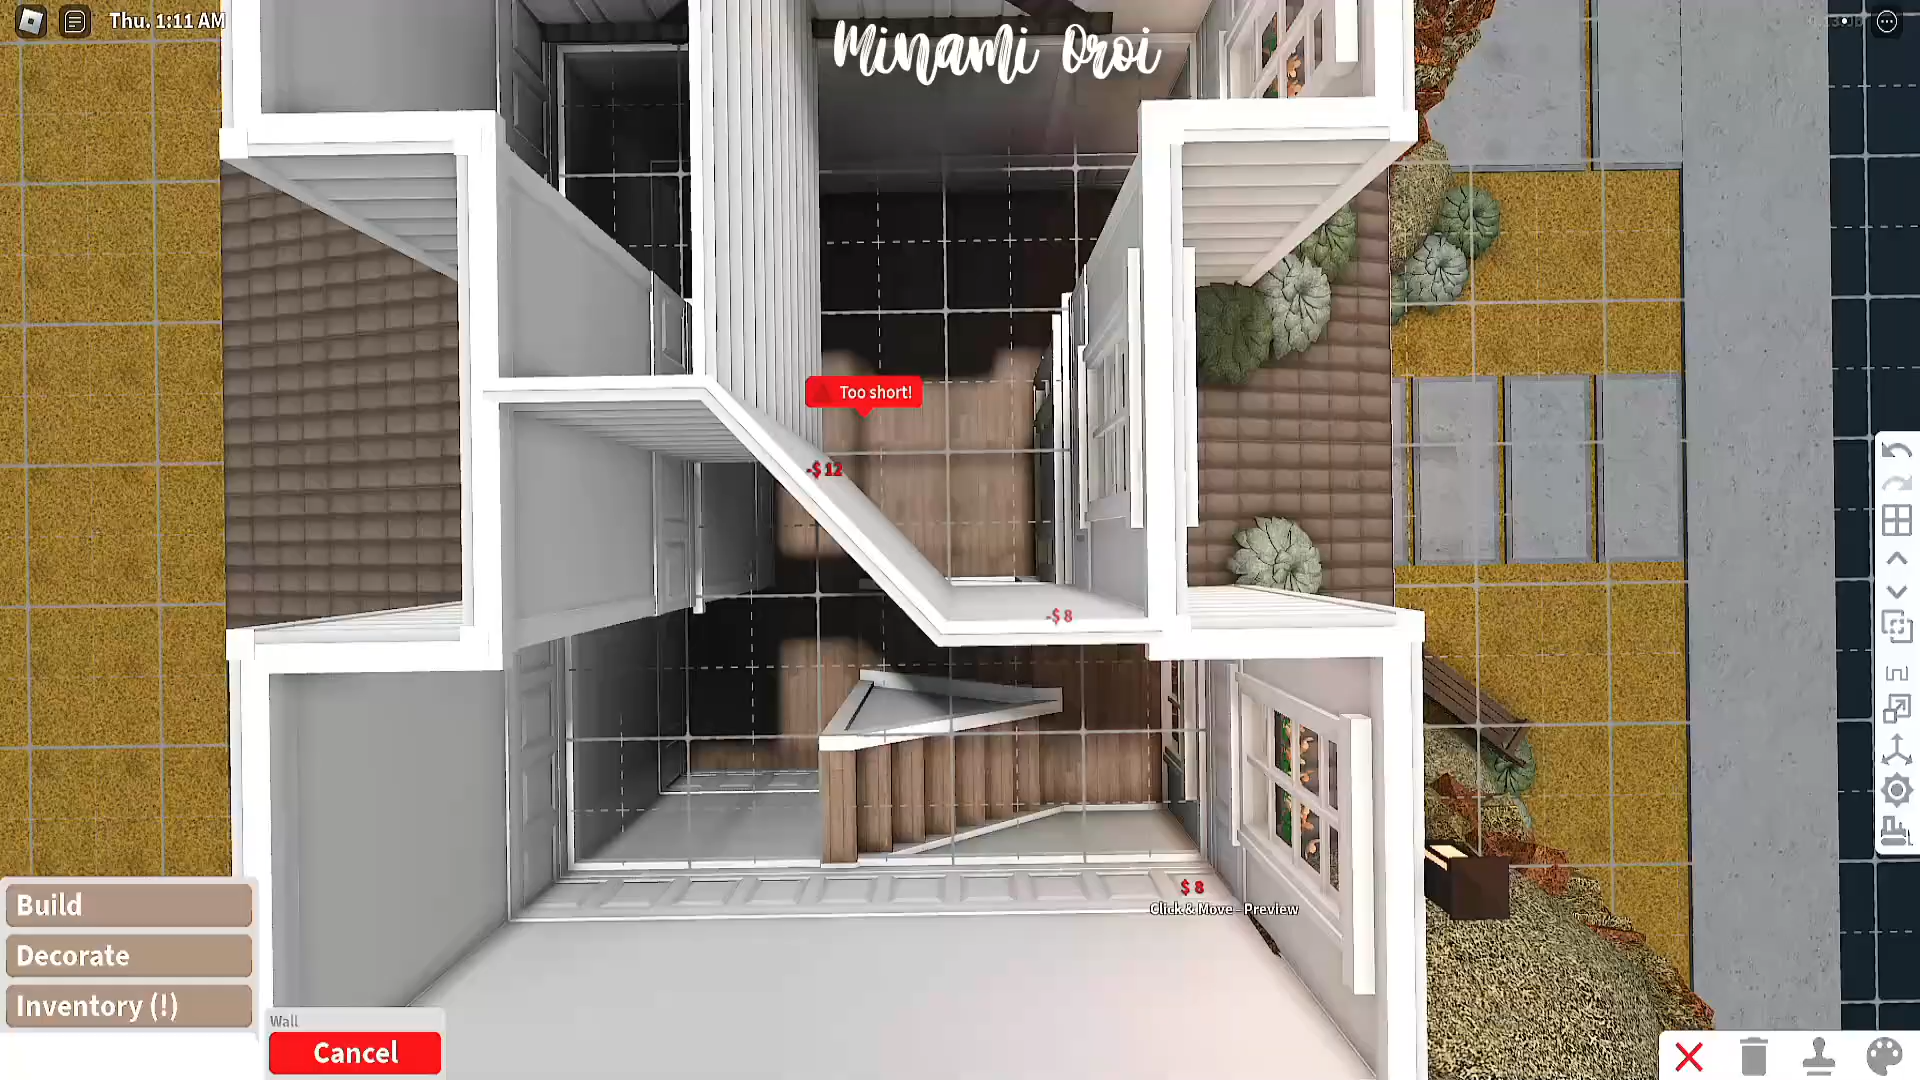 Thu. 1:11 AM
Minami Oroi
Too short!
-$ 12
-$ 8
$ 8
Click & Move - Preview
Build
Decorate
Inventory (!)
Wall
Cancel